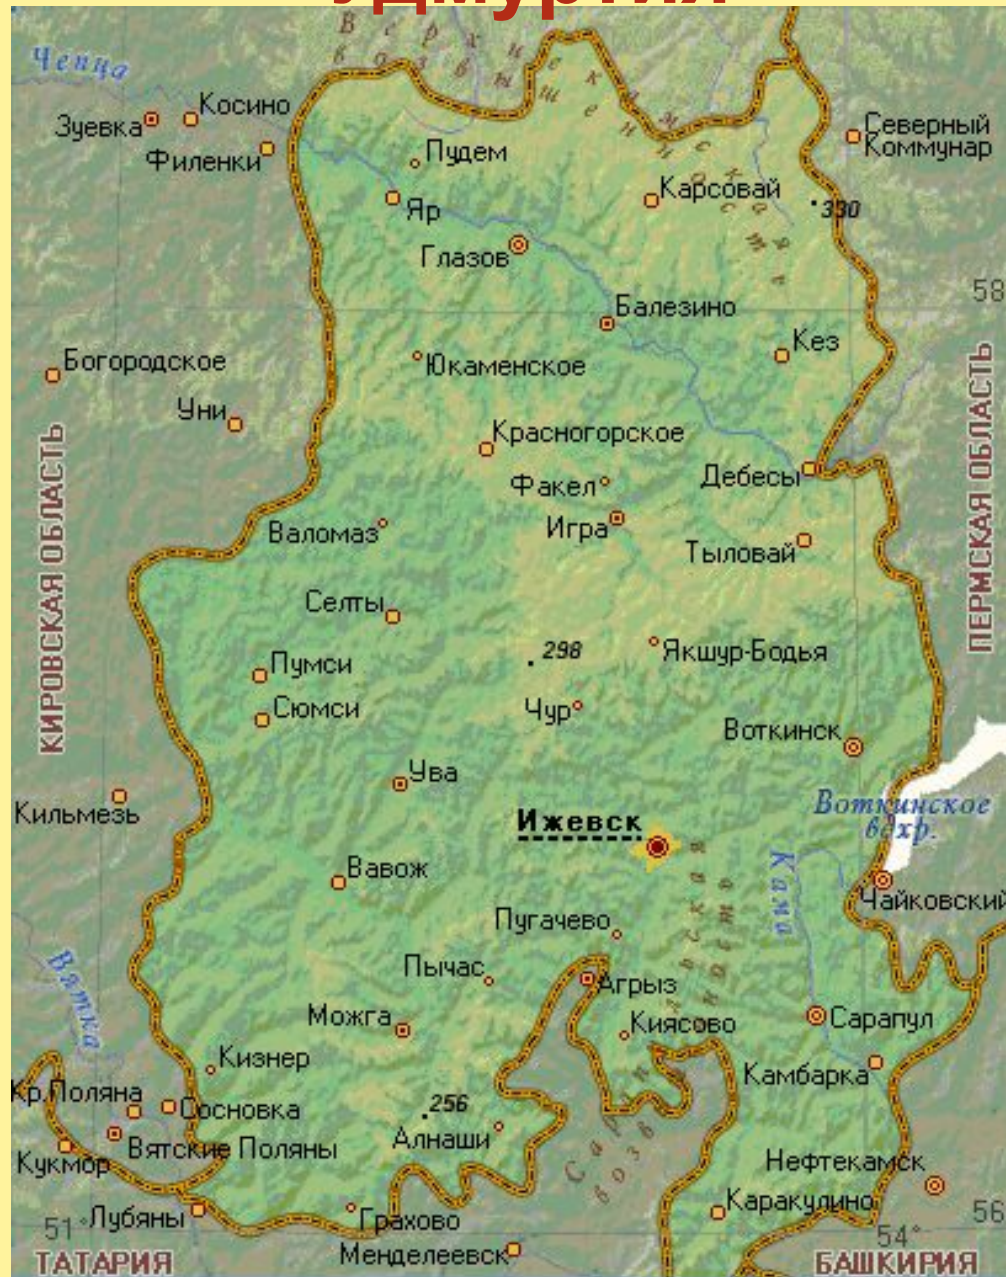 Удмуртия
Верхнекамская
возвышенность
Чепца
Косино
Зуевка
Филенки
Северный
Коммунар
Пудем
Карсовай
Яр
330
Глазов
58
Балезино
Кез
Богородское
Юкаменское
Уни
Красногорское
Дебесы
Факел
Игра
Валомаз
Тыловай
КИРОВСКАЯ ОБЛАСТЬ
ПЕРМСКАЯ ОБЛАСТЬ
Селты
298
Якшур-Бодья
Пумси
Сюмси
Чур
Воткинск
Ува
Кильмезь
Воткинское
вдхр.
Ижевск
Вавож
Кама
Чайковский
Пугачево
Пычас
Агрыз
Вятка
Можга
Киясово
Сарапул
Кизнер
Камбарка
Кр.Поляна
Сосновка
256
Алнаши
Вятские Поляны
Кукмор
Нефтекамск
Каракулино
Лубяны
Грахово
51°
54°
56
Менделеевск
ТАТАРИЯ
БАШКИРИЯ